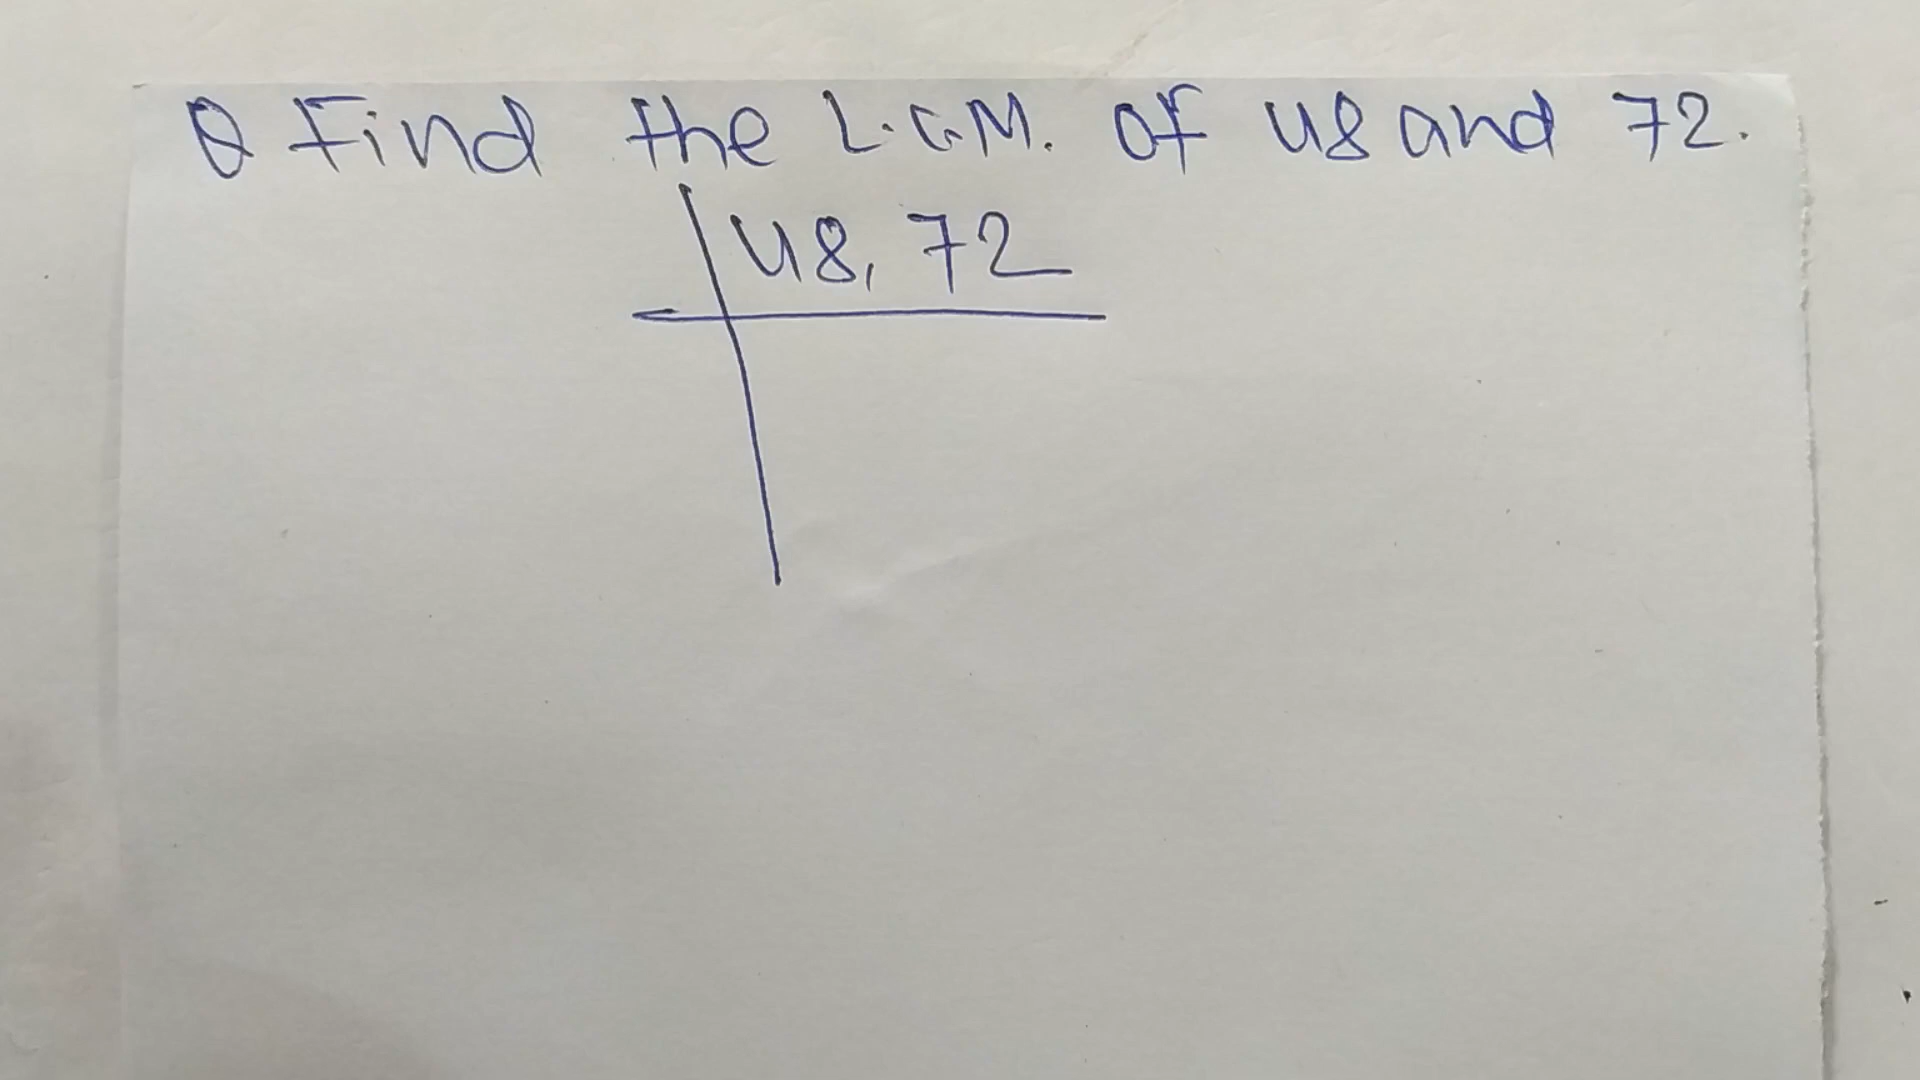 Q Find the L.C.M. of 48 and 72.
48, 72